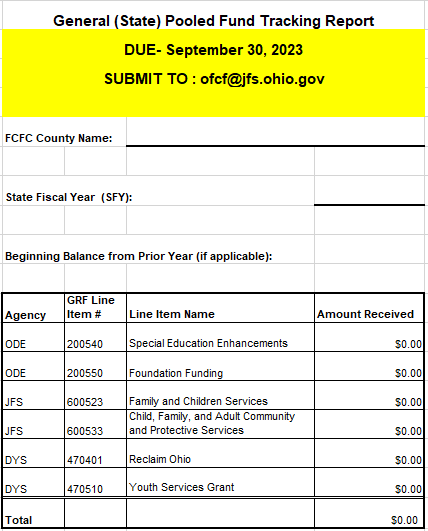 General (State) Pooled Fund Tracking Report
DUE- September 30, 2023
SUBMIT TO : ofcf@jfs.ohio.gov
FCFC County Name:
State Fiscal Year  (SFY):
Beginning Balance from Prior Year (if applicable):
Agency GRF Line Item # Line Item Name Amount Received
ODE 200540 Special Education Enhancements $0.00
ODE 200550 Foundation Funding $0.00
JFS 600523 Family and Children Services $0.00
JFS 600533 Child, Family, and Adult Community and Protective Services $0.00
DYS 470401 Reclaim Ohio $0.00
DYS 470510 Youth Services Grant $0.00
Total $0.00